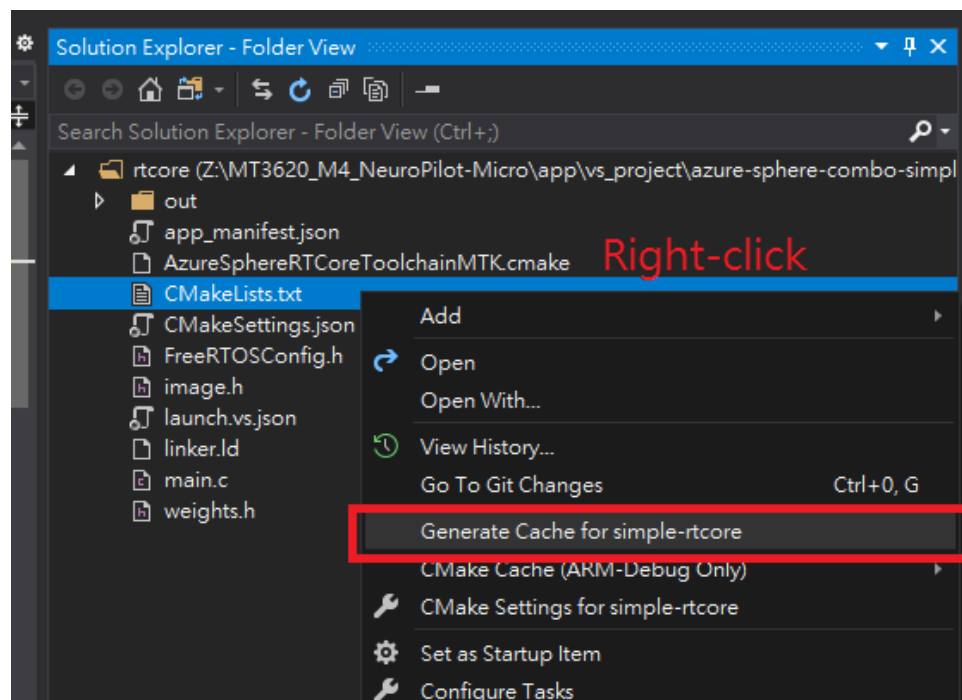 Solution Explorer - Folder View
Search Solution Explorer - Folder View (Ctrl+;)
rtcore (Z:\MT3620_M4_NeuroPilot-Micro\app\vs_project\azure-sphere-combo-simpl
out
app_manifest.json
AzureSphereRTCoreToolchainMTK.cmake
Right-click
CMakeLists.txt
CMakeSettings.json
FreeRTOSConfig.h
image.h
launch.vs.json
linker.ld
main.c
weights.h
Add
Open
Open With...
View History...
Go To Git Changes Ctrl+0, G
Generate Cache for simple-rtcore
CMake Cache (ARM-Debug Only)
CMake Settings for simple-rtcore
Set as Startup Item
Configure Tasks